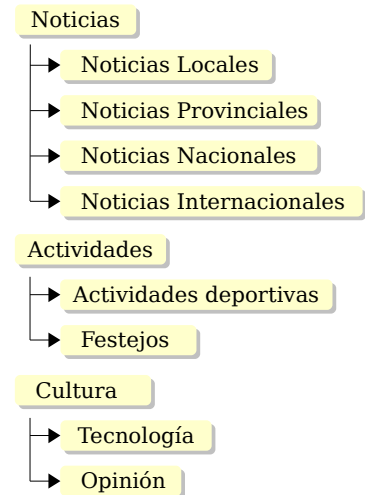 Noticias
Noticias Locales
Noticias Provinciales
Noticias Nacionales
Noticias Internacionales
Actividades
Actividades deportivas
Festejos
Cultura
Tecnología
Opinión